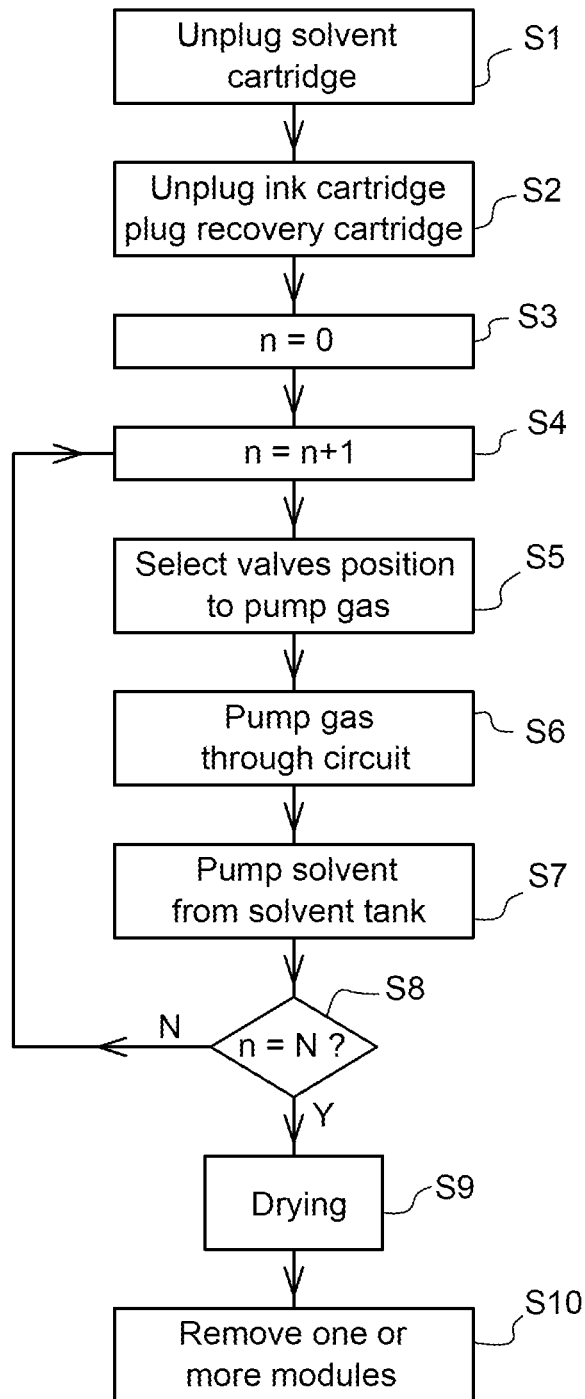 Unplug solvent
cartridge
S1
Unplug ink cartridge
plug recovery cartridge
S2
n = 0
S3
n = n+1
S4
Select valves position
to pump gas
S5
Pump gas
through circuit
S6
Pump solvent
from solvent tank
S7
n = N ?
S8
N
Y
Drying
S9
Remove one or
more modules
S10